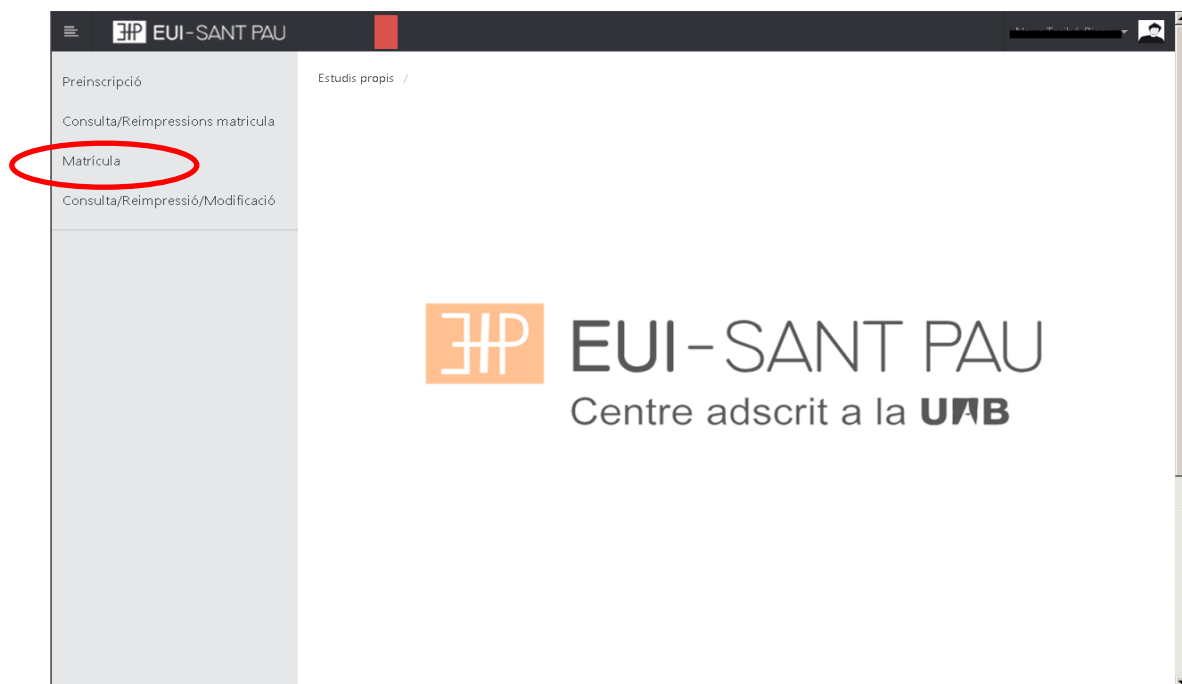 EUI-SANT PAU
Preinscripció
Estudis propis /
Consulta/Reimpressions matricula
Matrícula
Consulta/Reimpressió/Modificació
EUI-SANT PAU
Centre adscrit a la UAB